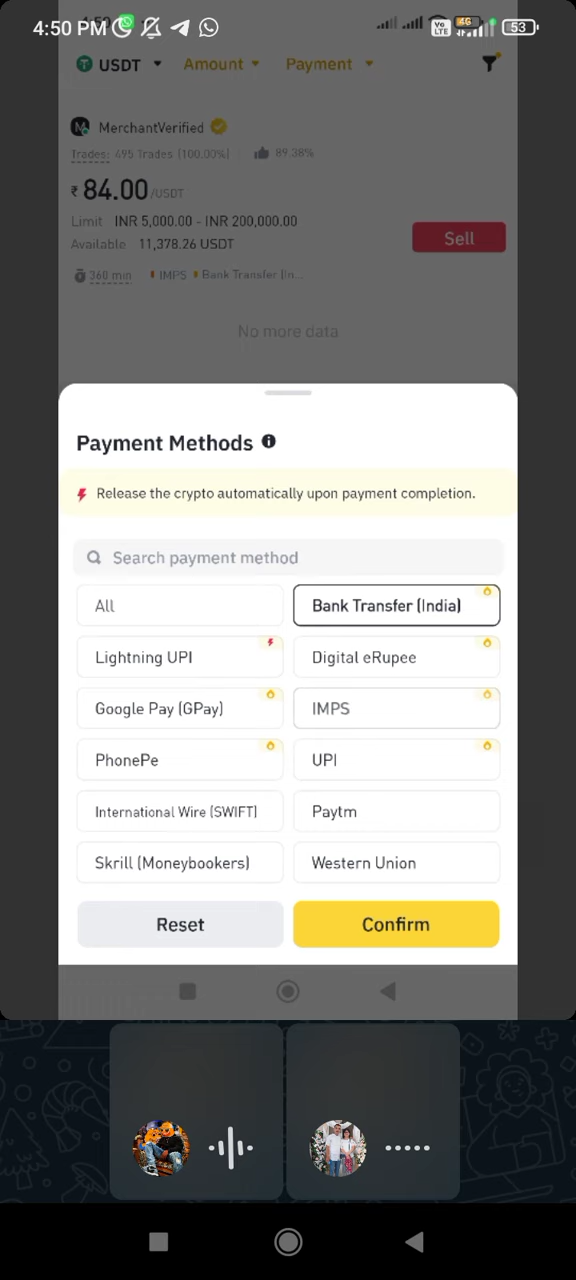 4:50 PM
Vo LTE
4G
53
USDT Amount Payment
MerchantVerified
Trades: 495 Trades (100.00%) 89.38%
₹ 84.00 /USDT
Limit INR 5,000.00 - INR 200,000.00
Sell
Available 11,378.26 USDT
360 min IMPS Bank Transfer (In...
No more data
Payment Methods
Release the crypto automatically upon payment completion.
Search payment method
All
Bank Transfer (India)
Lightning UPI
Digital eRupee
Google Pay (GPay)
IMPS
PhonePe
UPI
International Wire (SWIFT)
Paytm
Skrill (Moneybookers)
Western Union
Reset
Confirm